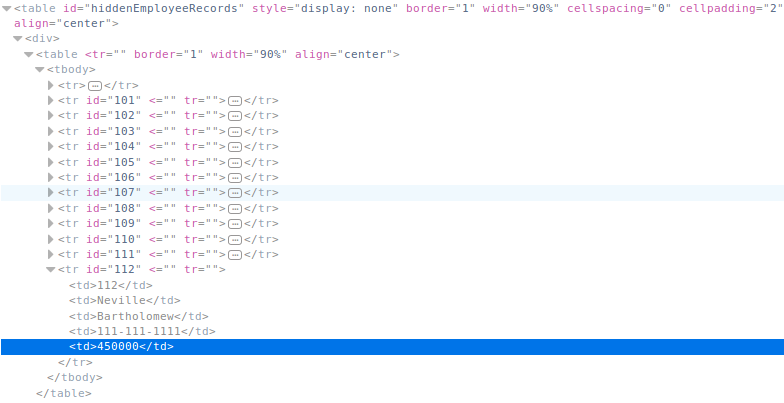 <table id="hiddenEmployeeRecords" style="display: none" border="1" width="90%" cellspacing="0" cellpadding="2"
align="center">
<div>
<table <tr="" border="1" width="90%" align="center">
<tbody>
<tr>…</tr>
<tr id="101" <="" tr="">…</tr>
<tr id="102" <="" tr="">…</tr>
<tr id="103" <="" tr="">…</tr>
<tr id="104" <="" tr="">…</tr>
<tr id="105" <="" tr="">…</tr>
<tr id="106" <="" tr="">…</tr>
<tr id="107" <="" tr="">…</tr>
<tr id="108" <="" tr="">…</tr>
<tr id="109" <="" tr="">…</tr>
<tr id="110" <="" tr="">…</tr>
<tr id="111" <="" tr="">…</tr>
<tr id="112" <="" tr="">
<td>112</td>
<td>Neville</td>
<td>Bartholomew</td>
<td>111-111-1111</td>
<td>450000</td>
</tr>
</tbody>
</table>